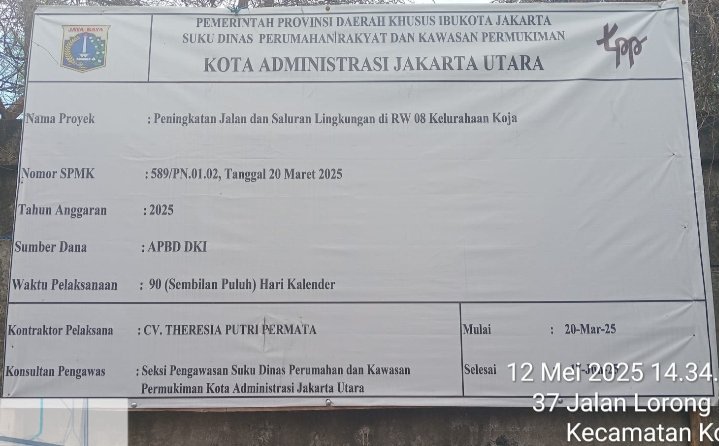 PEMERINTAH PROVINSI DAERAH KHUSUS IBUKOTA JAKARTA
SUKU DINAS PERUMAHAN RAKYAT DAN KAWASAN PERMUKIMAN
KOTA ADMINISTRASI JAKARTA UTARA
JAYA RAYA
tpp
Nama Proyek : Peningkatan Jalan dan Saluran Lingkungan di RW 08 Kelurahaan Koja
Nomor SPMK : 589/PN.01.02, Tanggal 20 Maret 2025
Tahun Anggaran : 2025
Sumber Dana : APBD DKI
Waktu Pelaksanaan : 90 (Sembilan Puluh) Hari Kalender
Kontraktor Pelaksana : CV. THERESIA PUTRI PERMATA
Mulai : 20-Mar-25
Konsultan Pengawas : Seksi Pengawasan Suku Dinas Perumahan dan Kawasan
Permukiman Kota Administrasi Jakarta Utara
Selesai
12 Mei 2025 14.34.
37 Jalan Lorong
Kecamatan Ko